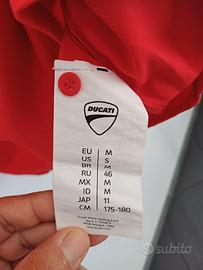 DUCATI
EU M
US S
BR M
RU 46
MX M
ID M
JAP 11
CM 175-180
subito